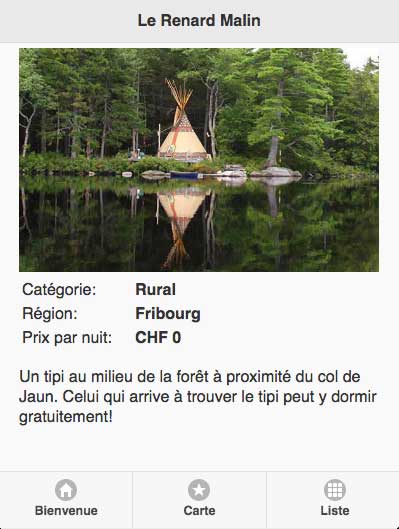 Le Renard Malin
Catégorie: Rural
Région: Fribourg
Prix par nuit: CHF 0
Un tipi au milieu de la forêt à proximité du col de
Jaun. Celui qui arrive à trouver le tipi peut y dormir
gratuitement!
Bienvenue Carte Liste